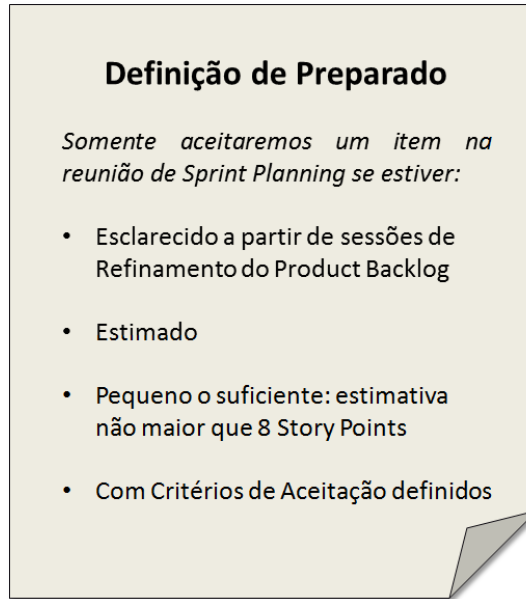 Definição de Preparado
Somente aceitaremos um item na
reunião de Sprint Planning se estiver:
• Esclarecido a partir de sessões de
Refinamento do Product Backlog
• Estimado
• Pequeno o suficiente: estimativa
não maior que 8 Story Points
• Com Critérios de Aceitação definidos